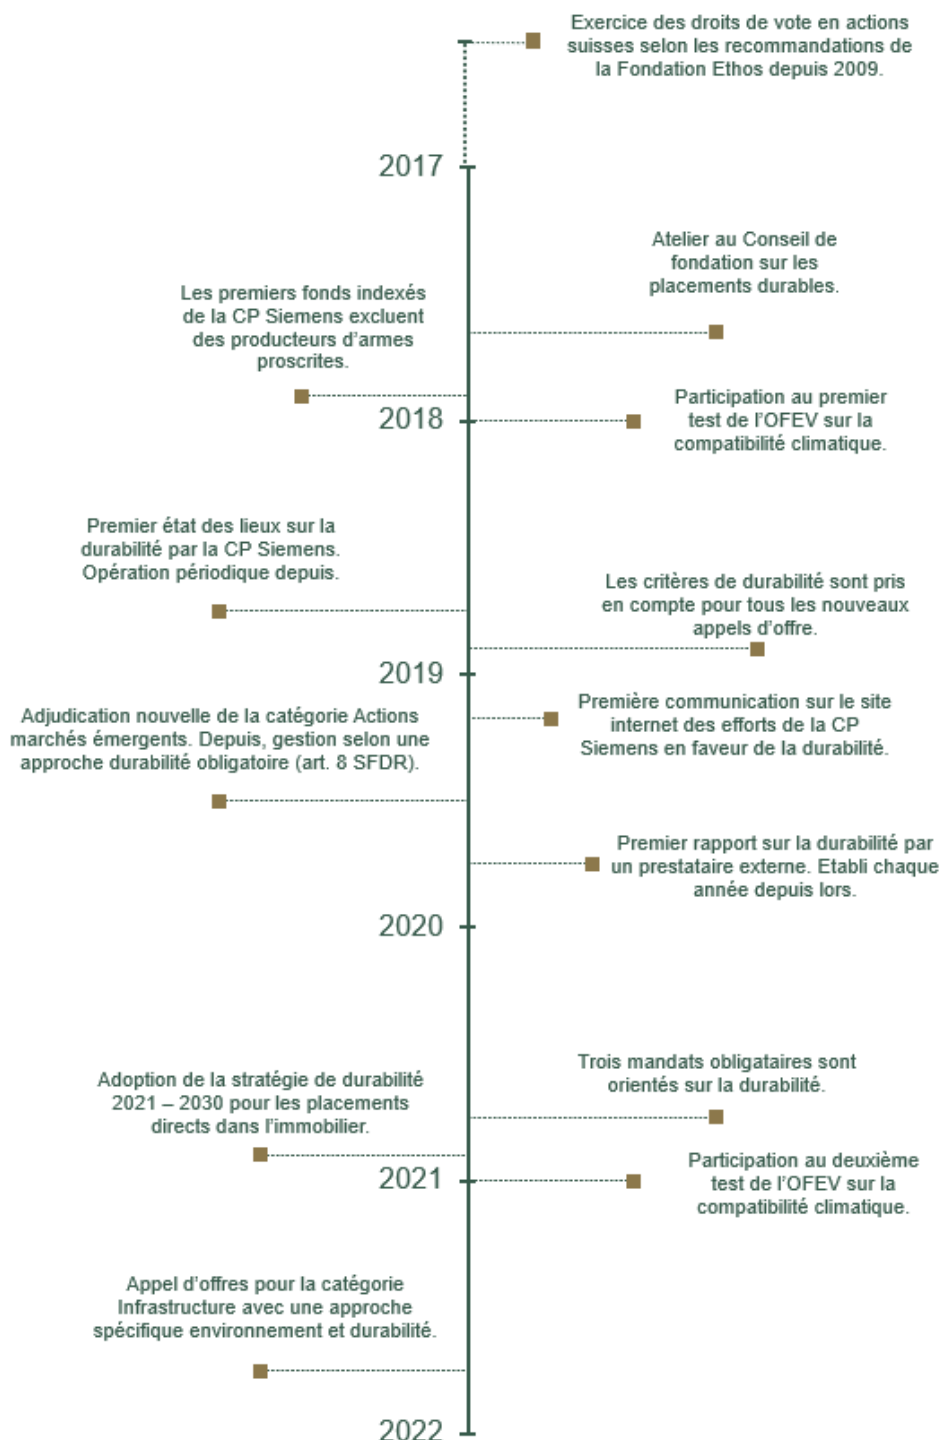 Exercice des droits de vote en actions
suisses selon les recommandations de
la Fondation Ethos depuis 2009.
2017
Atelier au Conseil de
fondation sur les
placements durables.
Les premiers fonds indexés
de la CP Siemens excluent
des producteurs d’armes
proscrites.
2018
Participation au premier
test de l’OFEV sur la
compatibilité climatique.
Premier état des lieux sur la
durabilité par la CP Siemens.
Opération périodique depuis.
Les critères de durabilité sont pris
en compte pour tous les nouveaux
appels d’offre.
2019
Première communication sur le site
internet des efforts de la CP
Siemens en faveur de la durabilité.
Adjudication nouvelle de la catégorie Actions
marchés émergents. Depuis, gestion selon une
approche durabilité obligatoire (art. 8 SFDR).
Premier rapport sur la durabilité par
un prestataire externe. Etabli chaque
année depuis lors.
2020
Trois mandats obligataires sont
orientés sur la durabilité.
Adoption de la stratégie de durabilité
2021 – 2030 pour les placements
directs dans l’immobilier.
2021
Participation au deuxième
test de l’OFEV sur la
compatibilité climatique.
Appel d’offres pour la catégorie
Infrastructure avec une approche
spécifique environnement et durabilité.
2022